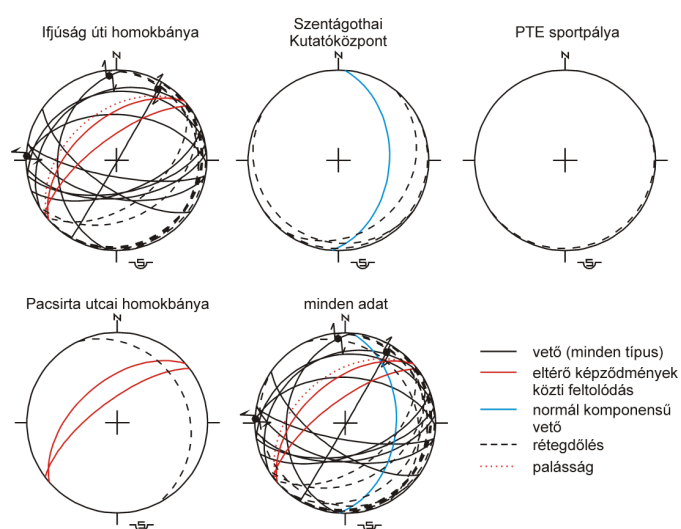 Ifjúság úti homokbánya
Szentágothai
Kutatóközpont
PTE sportpálya
N
N
N
S
S
S
Pacsirta utcai homokbánya
minden adat
N
N
S
S
vető (minden típus)
eltérő képződmények
közti feltolódás
normál komponensű
vető
rétegdőlés
palásság